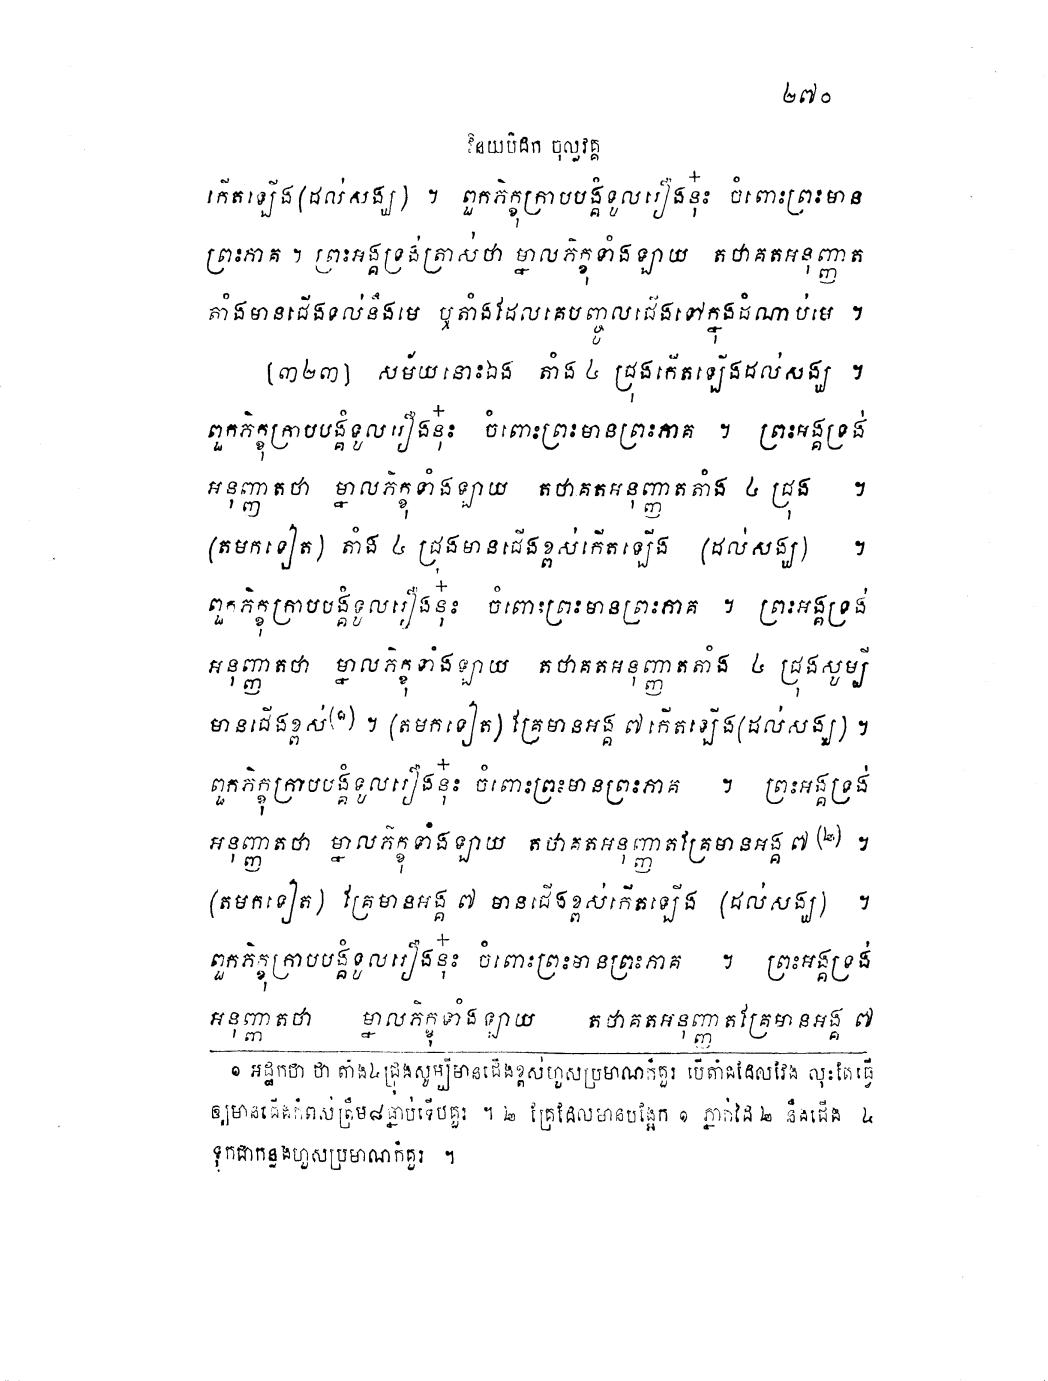 ២៧០
វិនយបិដក ចុល្លវគ្គ
កើតឡើង(ដល់សង្ឃ) ។ ពួកភិក្ខុក្រាបបង្គំទូលរឿងនុ៎ះ ចំពោះព្រះមាន
ព្រះភាគ ។ ព្រះអង្គទ្រង់ត្រាស់ថា ម្នាលភិក្ខុទាំងឡាយ តថាគតអនុញ្ញាត
តាំងមានជើងទល់នឹងមេ ឬតាំងដែលគេបញ្ចូលជើងទៅក្នុងដំណាប់មេ ។
[៣២៣] សម័យនោះឯង តាំង ៤ ជ្រុងកើតឡើងដល់សង្ឃ ។
ពួកភិក្ខុក្រាបបង្គំទូលរឿងនុ៎ះ ចំពោះព្រះមានព្រះភាគ ។ ព្រះអង្គទ្រង់
អនុញ្ញាតថា ម្នាលភិក្ខុទាំងឡាយ តថាគតអនុញ្ញាតតាំង ៤ ជ្រុង ។
(តមកទៀត) តាំង ៤ ជ្រុងមានជើងខ្ពស់កើតឡើង (ដល់សង្ឃ) ។
ពួកភិក្ខុក្រាបបង្គំទូលរឿងនុ៎ះ ចំពោះព្រះមានព្រះភាគ ។ ព្រះអង្គទ្រង់
អនុញ្ញាតថា ម្នាលភិក្ខុទាំងឡាយ តថាគតអនុញ្ញាតតាំង ៤ ជ្រុងសូម្បី
មានជើងខ្ពស់(១) ។ (តមកទៀត) គ្រែមានអង្គ ៧ កើតឡើង(ដល់សង្ឃ) ។
ពួកភិក្ខុក្រាបបង្គំទូលរឿងនុ៎ះ ចំពោះព្រះមានព្រះភាគ ។ ព្រះអង្គទ្រង់
អនុញ្ញាតថា ម្នាលភិក្ខុទាំងឡាយ តថាគតអនុញ្ញាតគ្រែមានអង្គ ៧ (២) ។
(តមកទៀត) គ្រែមានអង្គ ៧ មានជើងខ្ពស់កើតឡើង (ដល់សង្ឃ) ។
ពួកភិក្ខុក្រាបបង្គំទូលរឿងនុ៎ះ ចំពោះព្រះមានព្រះភាគ ។ ព្រះអង្គទ្រង់
អនុញ្ញាតថា ម្នាលភិក្ខុទាំងឡាយ តថាគតអនុញ្ញាតគ្រែមានអង្គ ៧
១ អដ្ឋកថា ថា តាំង៤ជ្រុងសូម្បីមានជើងខ្ពស់ហួសប្រមាណក៏គួរ បើតាំងដែលវែង លុះតែធ្វើ
ឲ្យមានជើងកំពស់ត្រឹម៨ធ្នាប់ទើបគួរ ។ ២ គ្រែដែលមានបង្អែក ១ ភ្នាក់ដៃ ២ នឹងជើង ៤
ទុកជាកន្លងហួសប្រមាណក៏គួរ ។